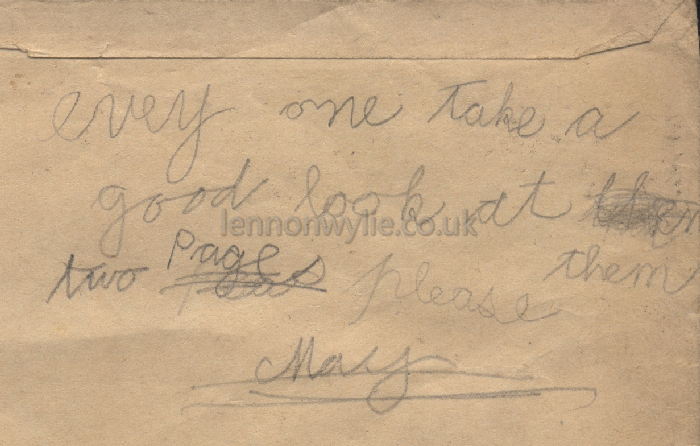 evey one take a
good look at
them
two pages please
May
lennonwylie.co.uk